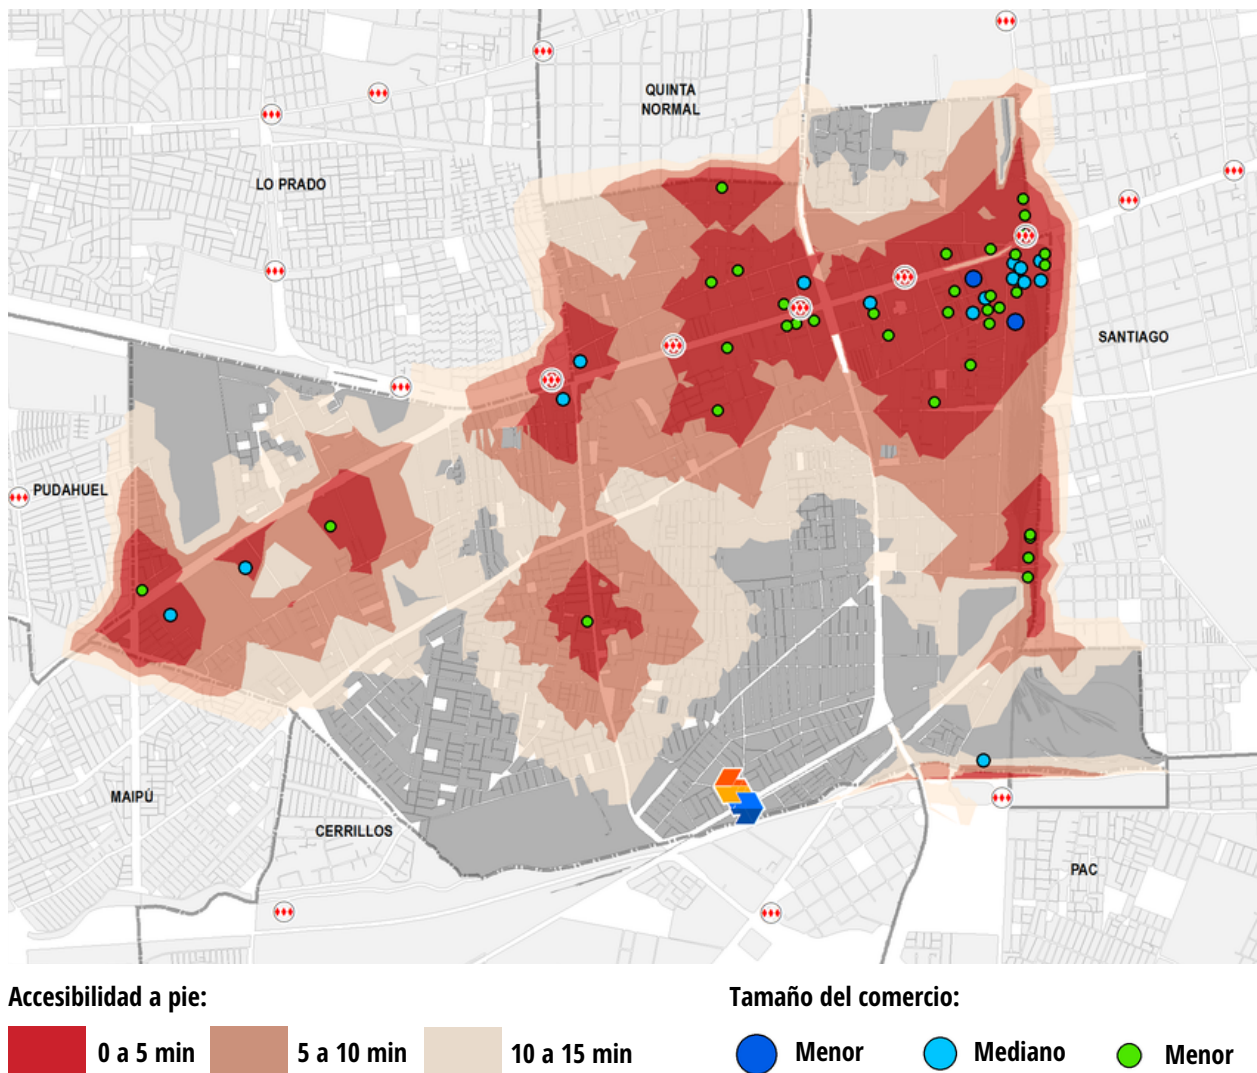 QUINTA
NORMAL
LO PRADO
SANTIAGO
PUDAHUEL
MAIPÚ
CERRILLOS
PAC
Accesibilidad a pie:
0 a 5 min
5 a 10 min
10 a 15 min
Tamaño del comercio:
Menor
Mediano
Menor